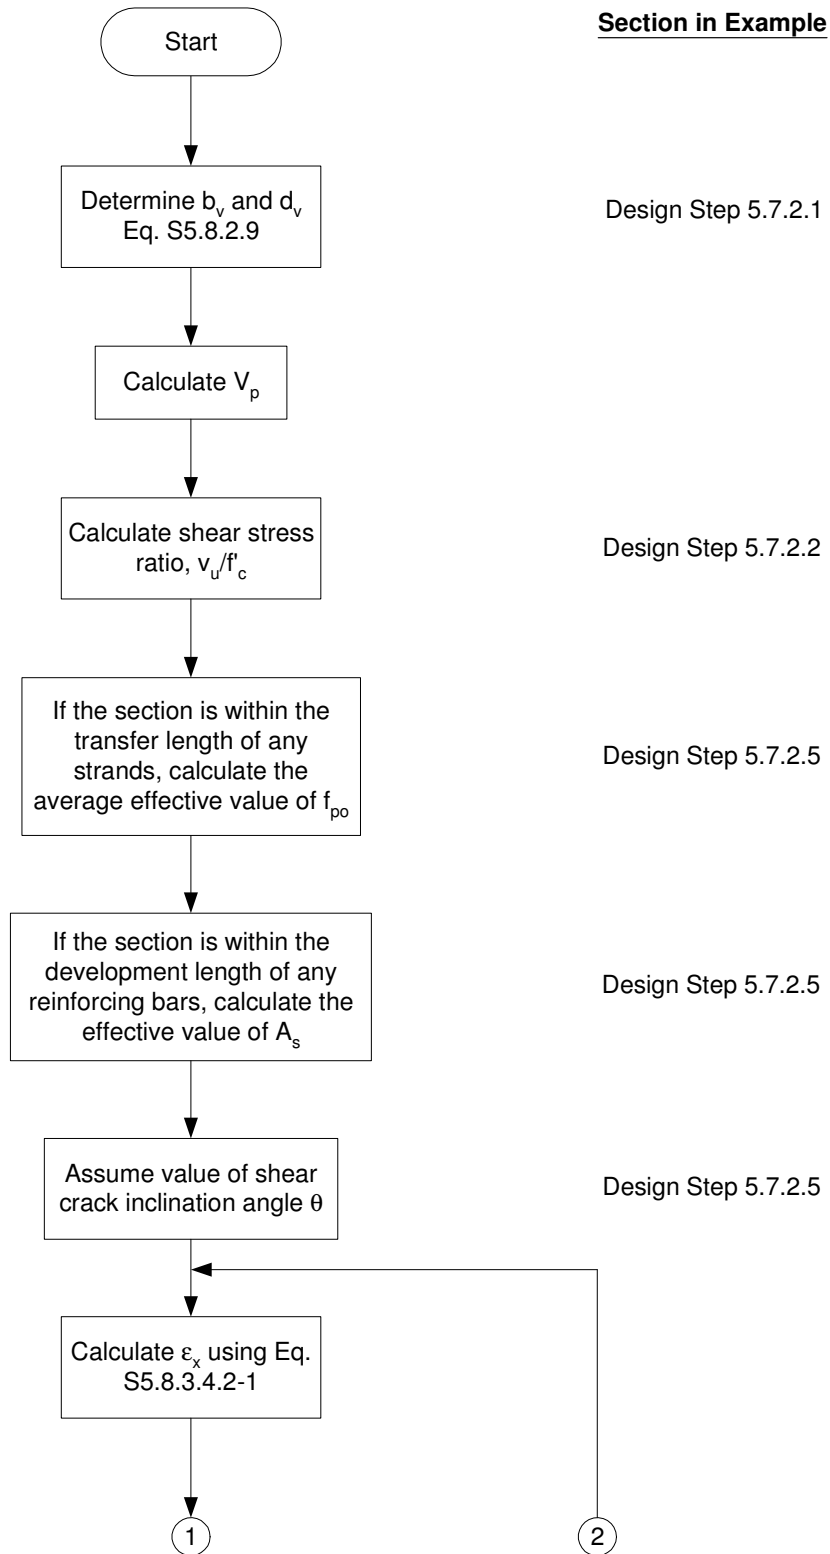 Section in Example
Start
Determine b_v and d_v
Eq. S5.8.2.9
Design Step 5.7.2.1
Calculate V_p
Calculate shear stress
ratio, v_u/f'_c
Design Step 5.7.2.2
If the section is within the
transfer length of any
strands, calculate the
average effective value of f_po
Design Step 5.7.2.5
If the section is within the
development length of any
reinforcing bars, calculate the
effective value of A_s
Design Step 5.7.2.5
Assume value of shear
crack inclination angle θ
Design Step 5.7.2.5
Calculate ε_x using Eq.
S5.8.3.4.2-1
1
2